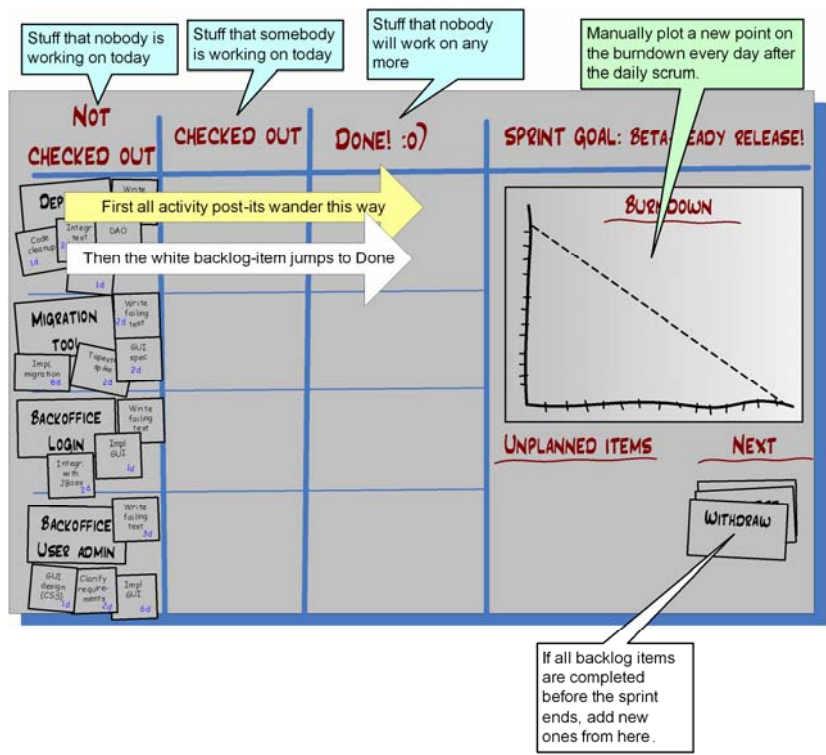 Stuff that nobody is
working on today
Stuff that somebody
is working on today
Stuff that nobody
will work on any
more
Manually plot a new point on
the burndown every day after
the daily scrum.
NOT
CHECKED OUT
CHECKED OUT
DONE! :O)
SPRINT GOAL: BETA-READY RELEASE!
DEP
Write
First all activity post-its wander this way
Code
cleanup
1d
Integr
test
DAO
Then the white backlog-item jumps to Done
1d
BURNDOWN
MIGRATION
TOOL
Write
failing
test
2d
GUI
spec
2d
Impl.
migration
8d
2d
BACKOFFICE
LOGIN
Write
failing
test
Impl
GUI
1d
Integr.
with
JBoss
2d
UNPLANNED ITEMS
NEXT
WITHDRAW
BACKOFFICE
USER ADMIN
Write
failing
test
3d
GUI
design
(CSS)
1d
Clarify
require-
ments
2d
Impl
GUI
6d
If all backlog items
are completed
before the sprint
ends, add new
ones from here.